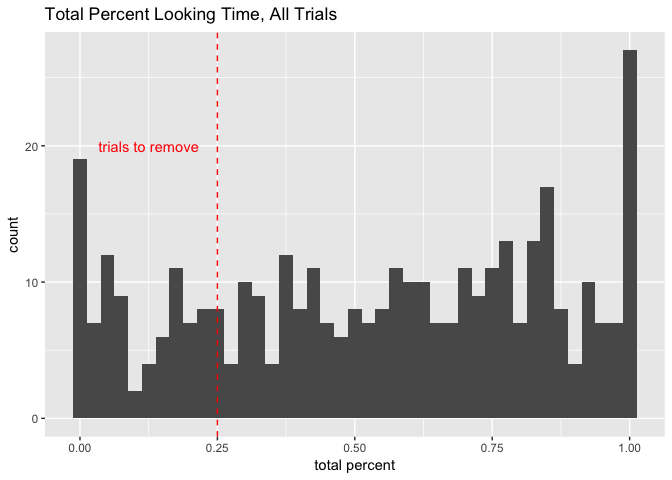 Total Percent Looking Time, All Trials
20
trials to remove
count
10
0
0.00 0.25 0.50 0.75 1.00
total percent